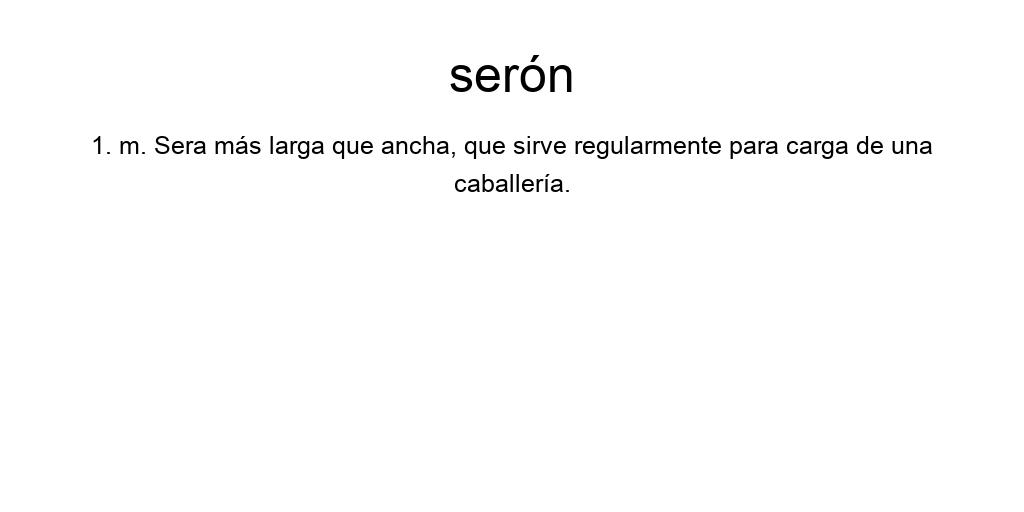 serón
1. m. Sera más larga que ancha, que sirve regularmente para carga de una
caballería.